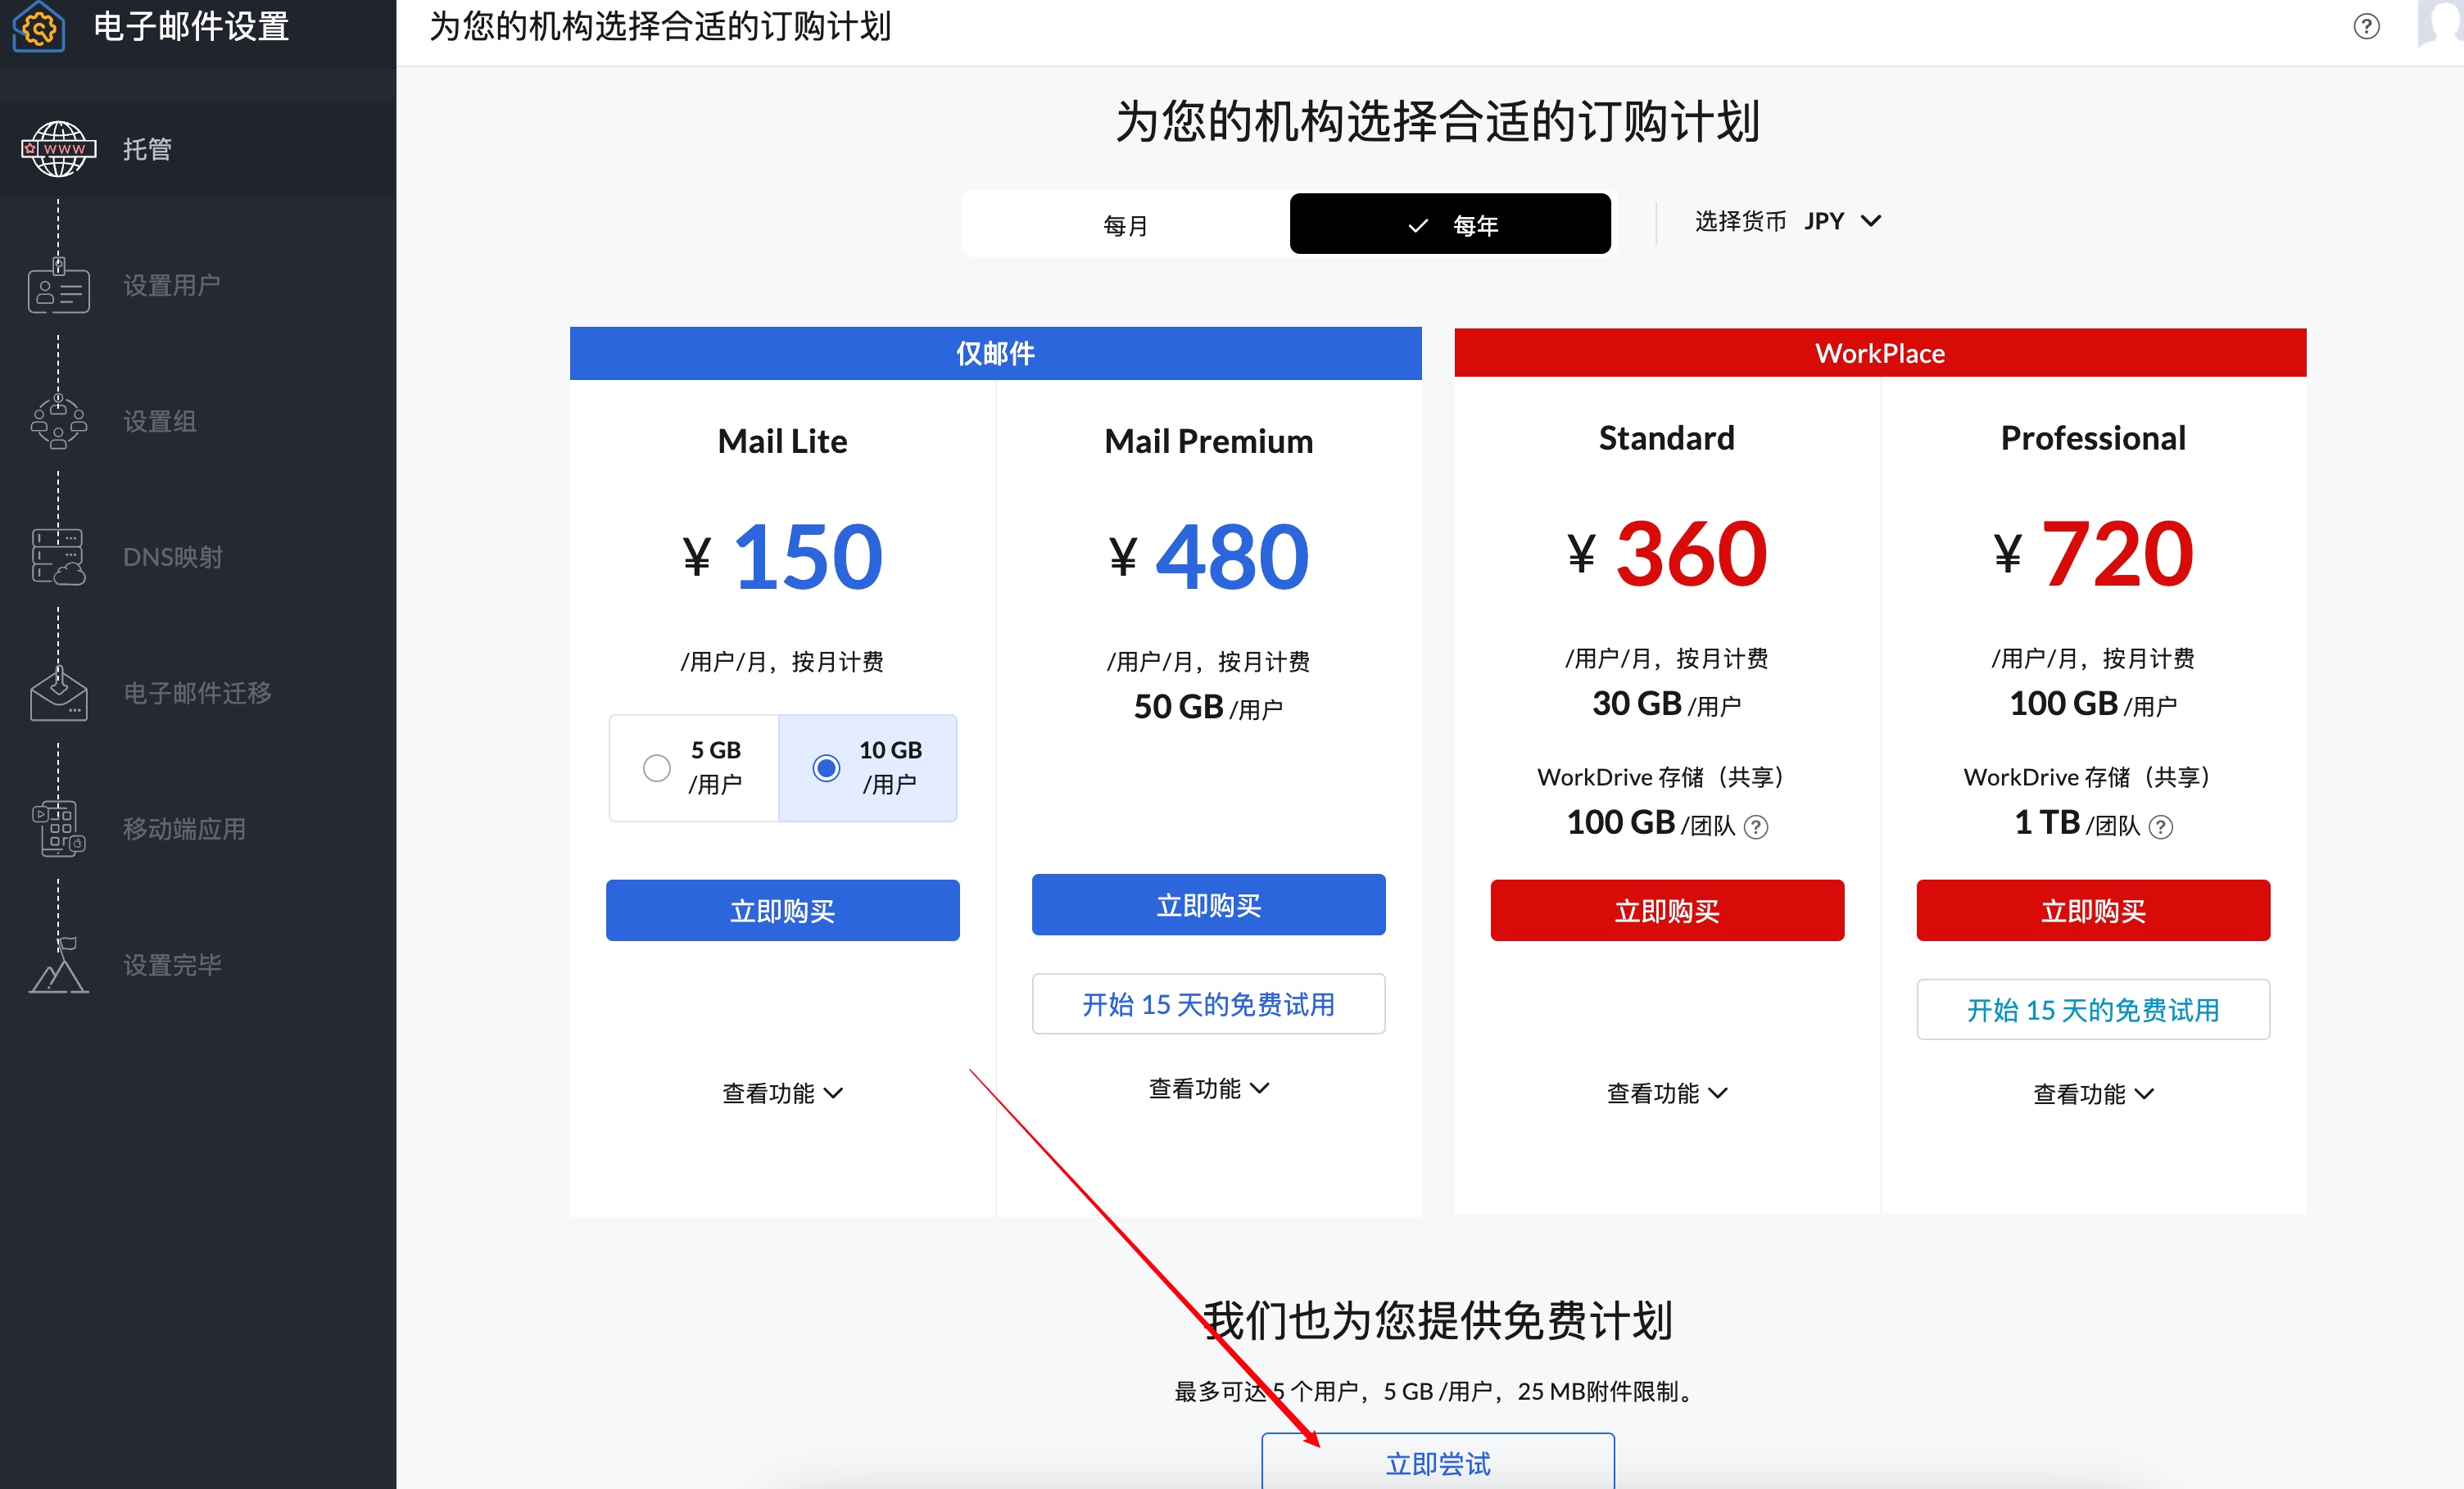 电子邮件设置
为您的机构选择合适的订购计划
WWW
托管
设置用户
设置组
DNS映射
电子邮件迁移
移动端应用
设置完毕
为您的机构选择合适的订购计划
每月
每年
选择货币 JPY
仅邮件
Mail Lite
¥ 150
/用户/月，按月计费
5 GB
/用户
10 GB
/用户
立即购买
查看功能
Mail Premium
¥ 480
/用户/月，按月计费
50 GB /用户
立即购买
开始 15 天的免费试用
查看功能
WorkPlace
Standard
¥ 360
/用户/月，按月计费
30 GB /用户
WorkDrive 存储（共享）
100 GB /团队 ?
立即购买
查看功能
Professional
¥ 720
/用户/月，按月计费
100 GB /用户
WorkDrive 存储（共享）
1 TB /团队 ?
立即购买
开始 15 天的免费试用
查看功能
我们也为您提供免费计划
最多可达 5 个用户，5 GB /用户，25 MB附件限制。
立即尝试